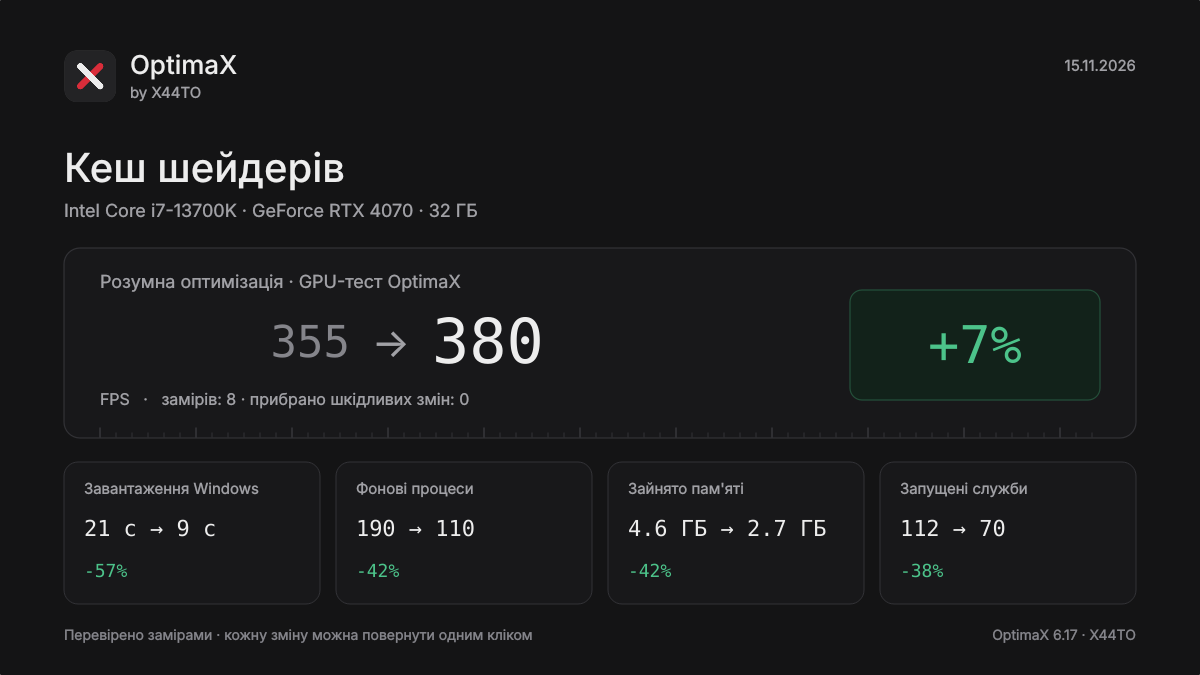 OptimaX
by X44TO
15.11.2026
Кеш шейдерів
Intel Core i7-13700K · GeForce RTX 4070 · 32 ГБ
Розумна оптимізація · GPU-тест OptimaX
355 → 380
+7%
FPS · замірів: 8 · прибрано шкідливих змін: 0
Завантаження Windows
21 с → 9 с
-57%
Фонові процеси
190 → 110
-42%
Зайнято пам'яті
4.6 ГБ → 2.7 ГБ
-42%
Запущені служби
112 → 70
-38%
Перевірено замірами · кожну зміну можна повернути одним кліком
OptimaX 6.17 · X44TO